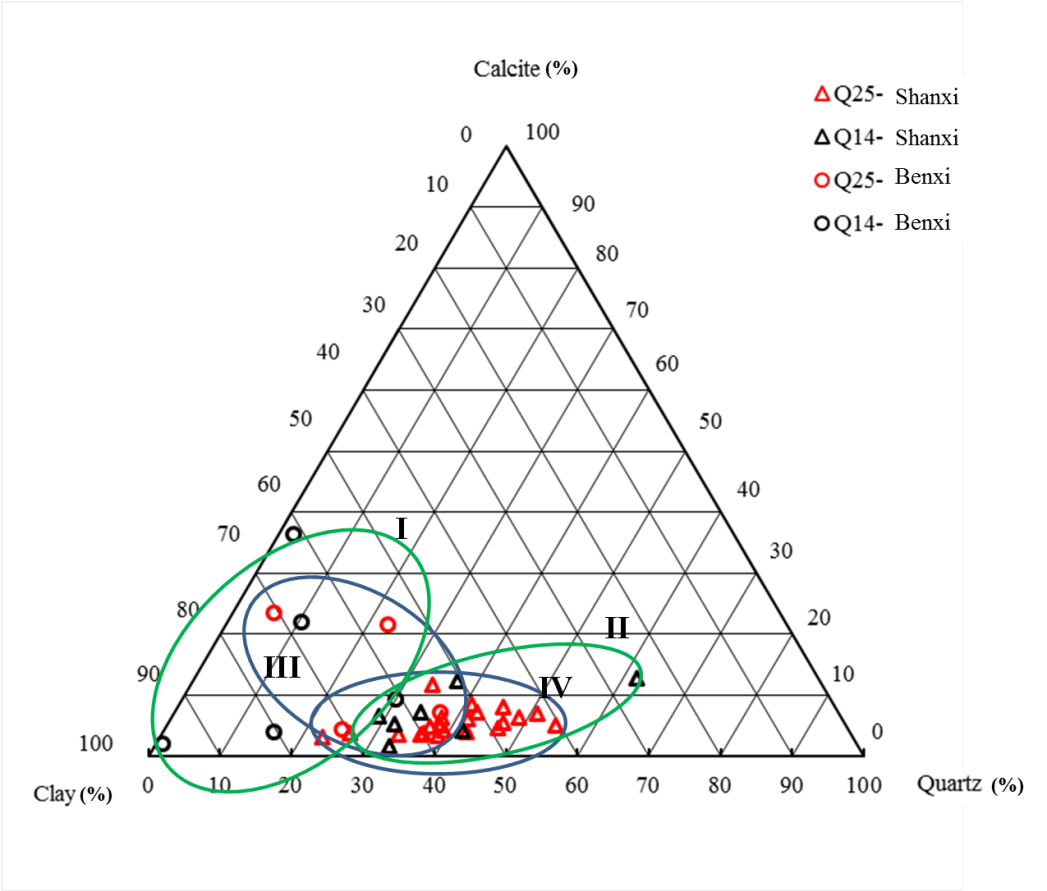 Calcite (%)
Q25- Shanxi
Q14- Shanxi
Q25- Benxi
Q14- Benxi
0 100
10 90
20 80
30 70
40 60
50 50
60 40
70 I 30
80 II 20
90 III IV 10
100 0
Clay (%) 0 10 20 30 40 50 60 70 80 90 100 Quartz (%)